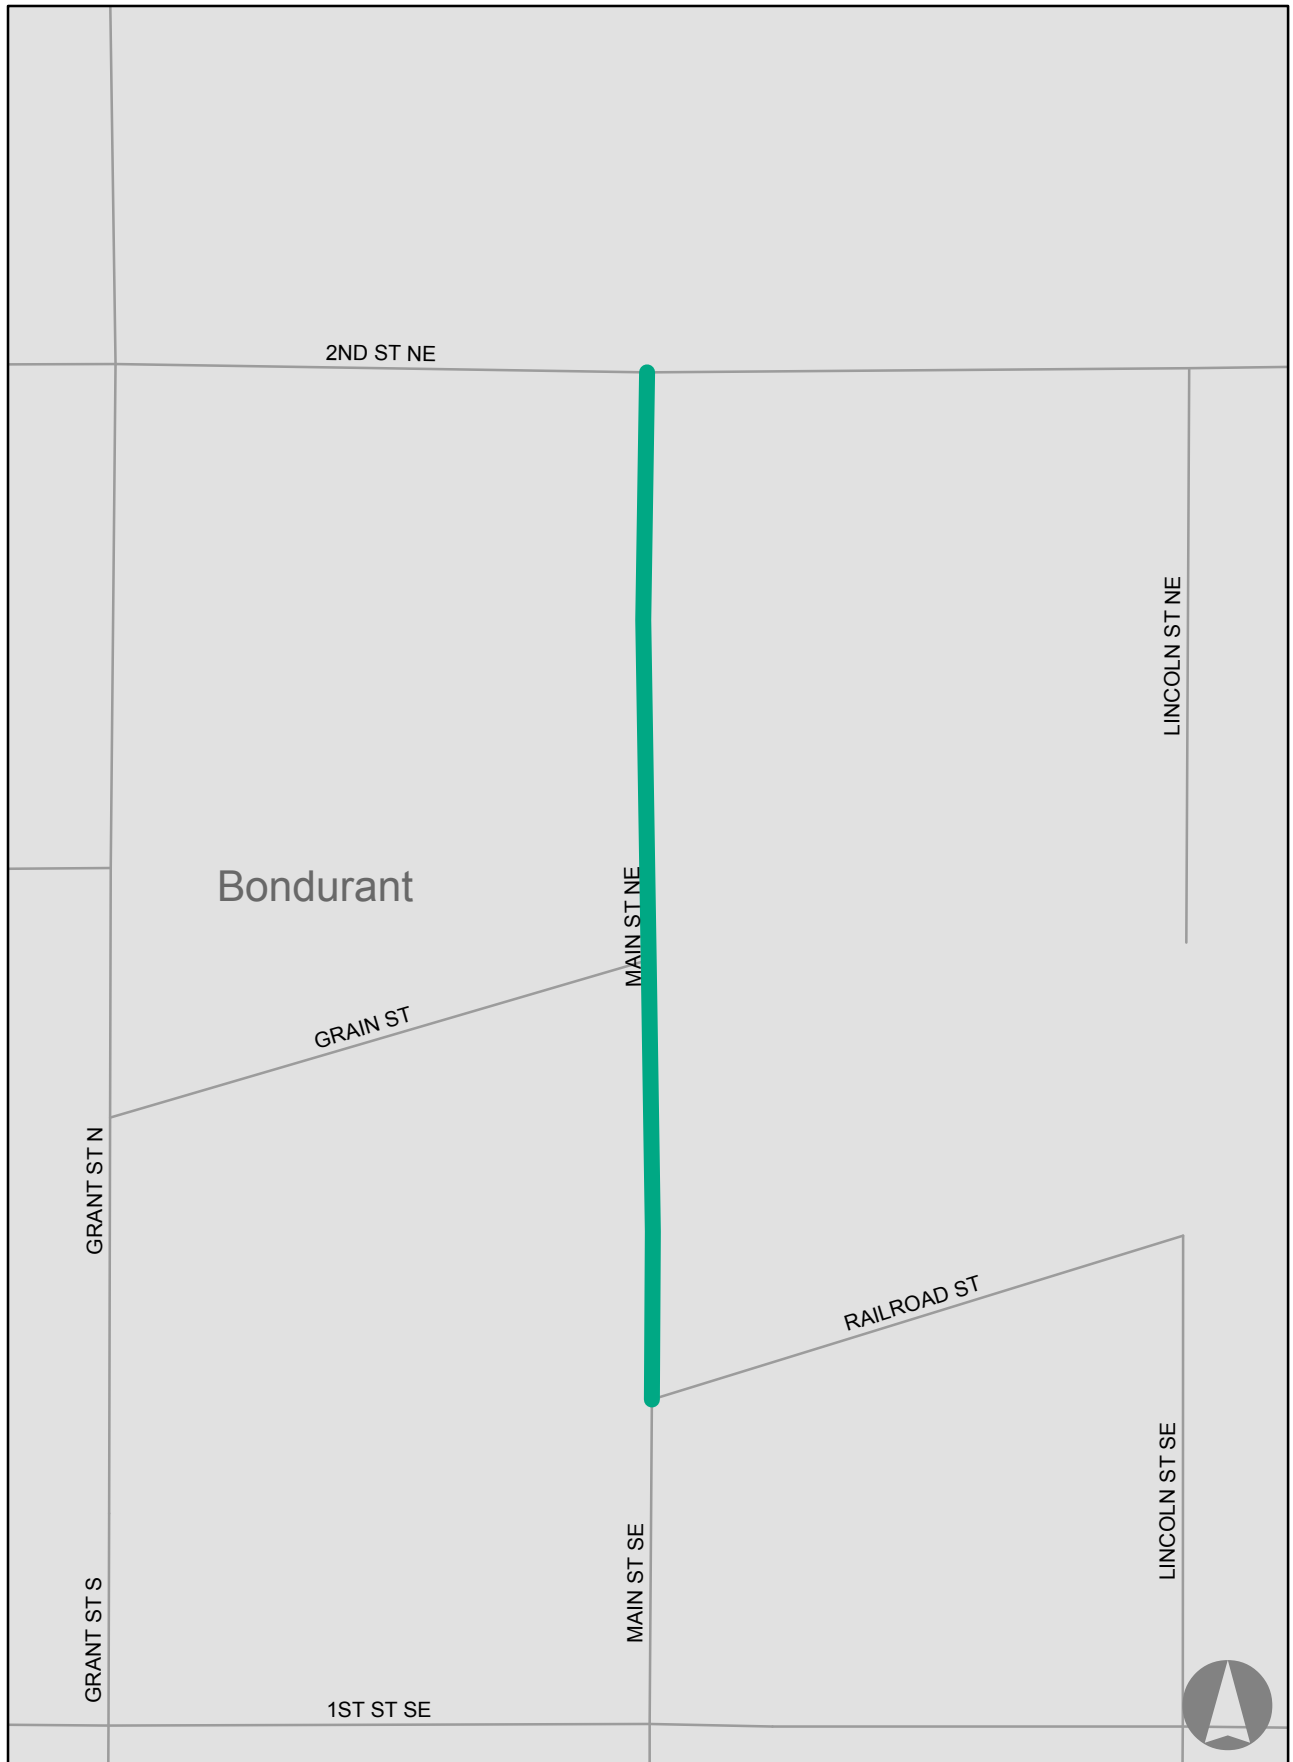 2ND ST NE
LINCOLN ST NE
Bondurant
MAIN ST NE
GRAIN ST
GRANT ST N
RAILROAD ST
LINCOLN ST SE
MAIN ST SE
GRANT ST S
1ST ST SE